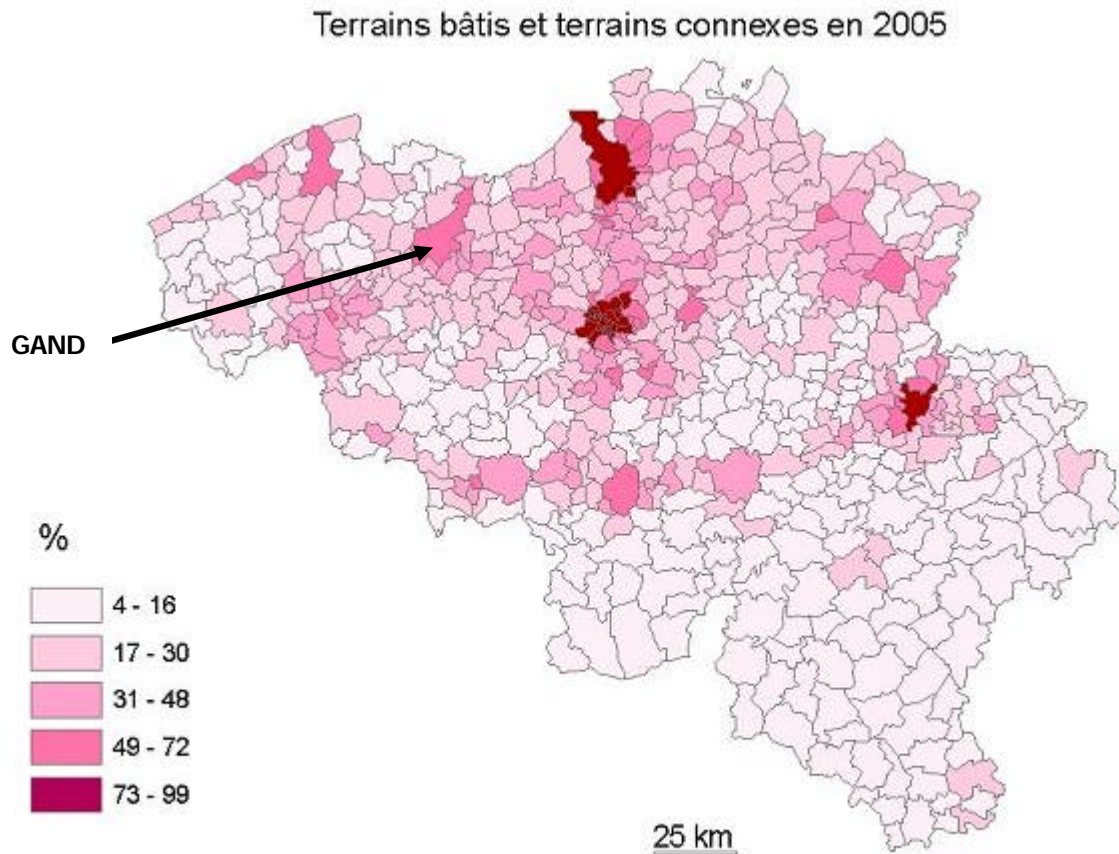 Terrains bâtis et terrains connexes en 2005
GAND
%
4 - 16
17 - 30
31 - 48
49 - 72
73 - 99
25 km